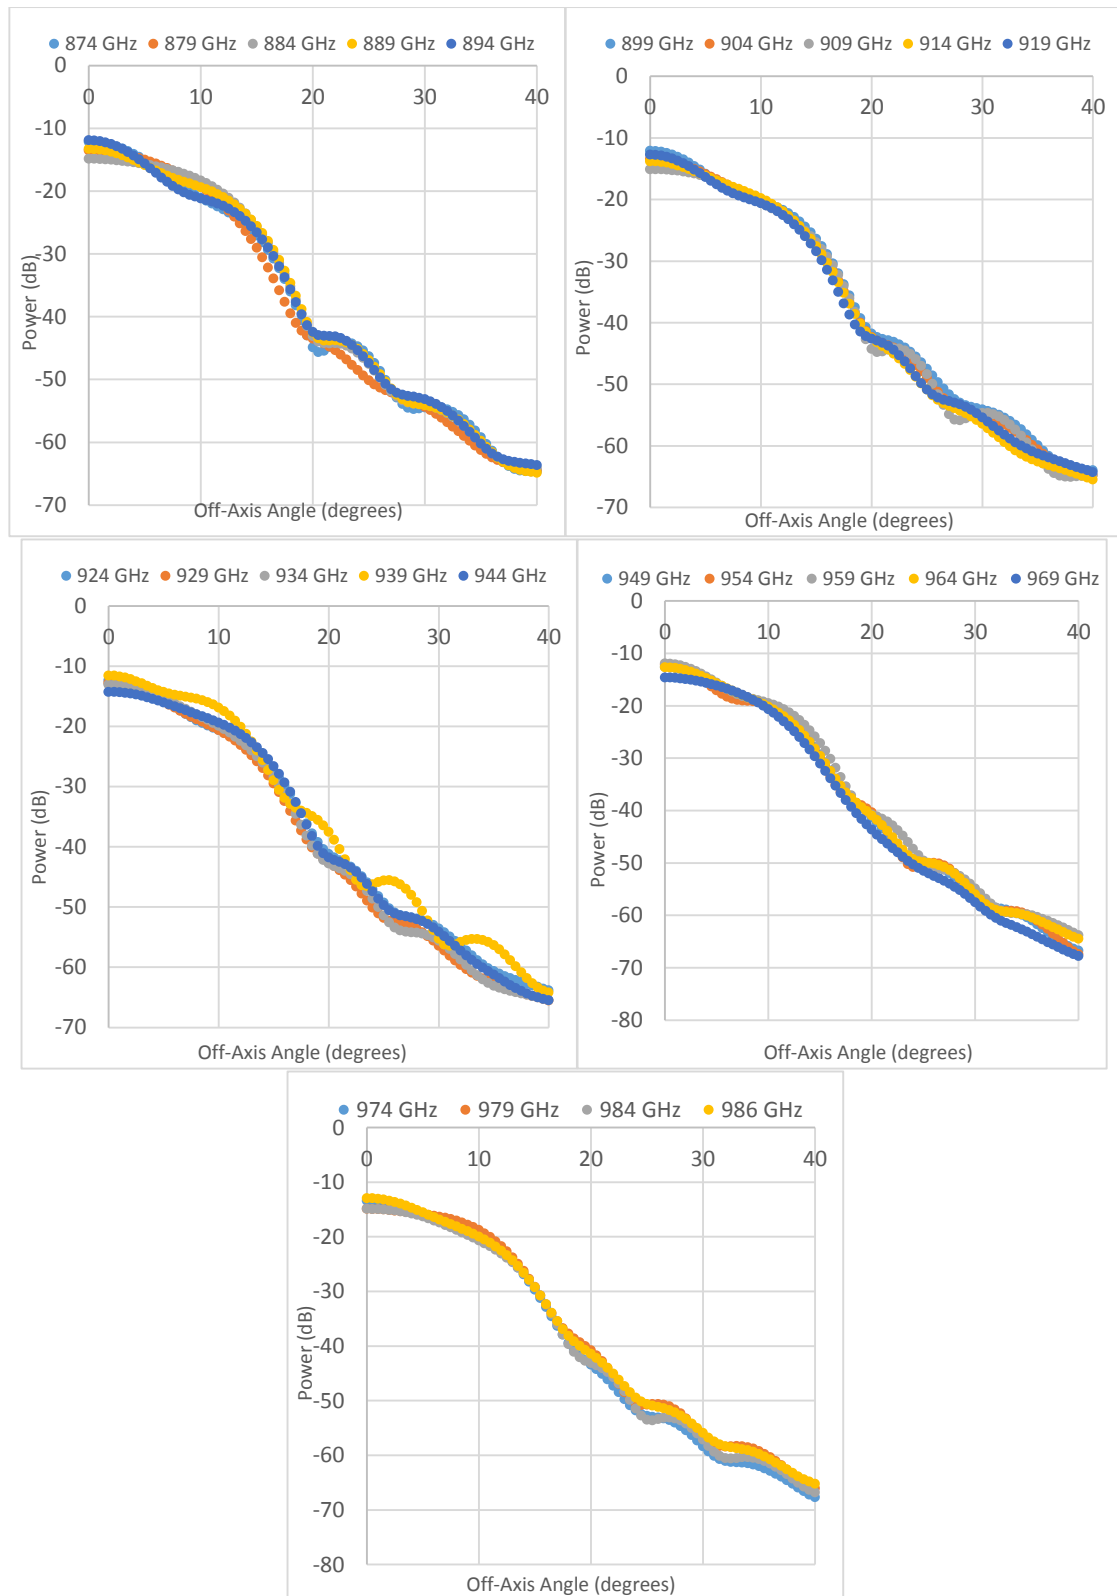 874 GHz 879 GHz 884 GHz 889 GHz 894 GHz
0
0 10 20 30 40
-10
-20
-30
-40
-50
-60
-70
Power (dB)
Off-Axis Angle (degrees)
899 GHz 904 GHz 909 GHz 914 GHz 919 GHz
0
0 10 20 30 40
-10
-20
-30
-40
-50
-60
-70
Power (dB)
Off-Axis Angle (degrees)
924 GHz 929 GHz 934 GHz 939 GHz 944 GHz
0
0 10 20 30 40
-10
-20
-30
-40
-50
-60
-70
Power (dB)
Off-Axis Angle (degrees)
949 GHz 954 GHz 959 GHz 964 GHz 969 GHz
0
0 10 20 30 40
-10
-20
-30
-40
-50
-60
-70
-80
Power (dB)
Off-Axis Angle (degrees)
974 GHz 979 GHz 984 GHz 986 GHz
0
0 10 20 30 40
-10
-20
-30
-40
-50
-60
-70
-80
Power (dB)
Off-Axis Angle (degrees)